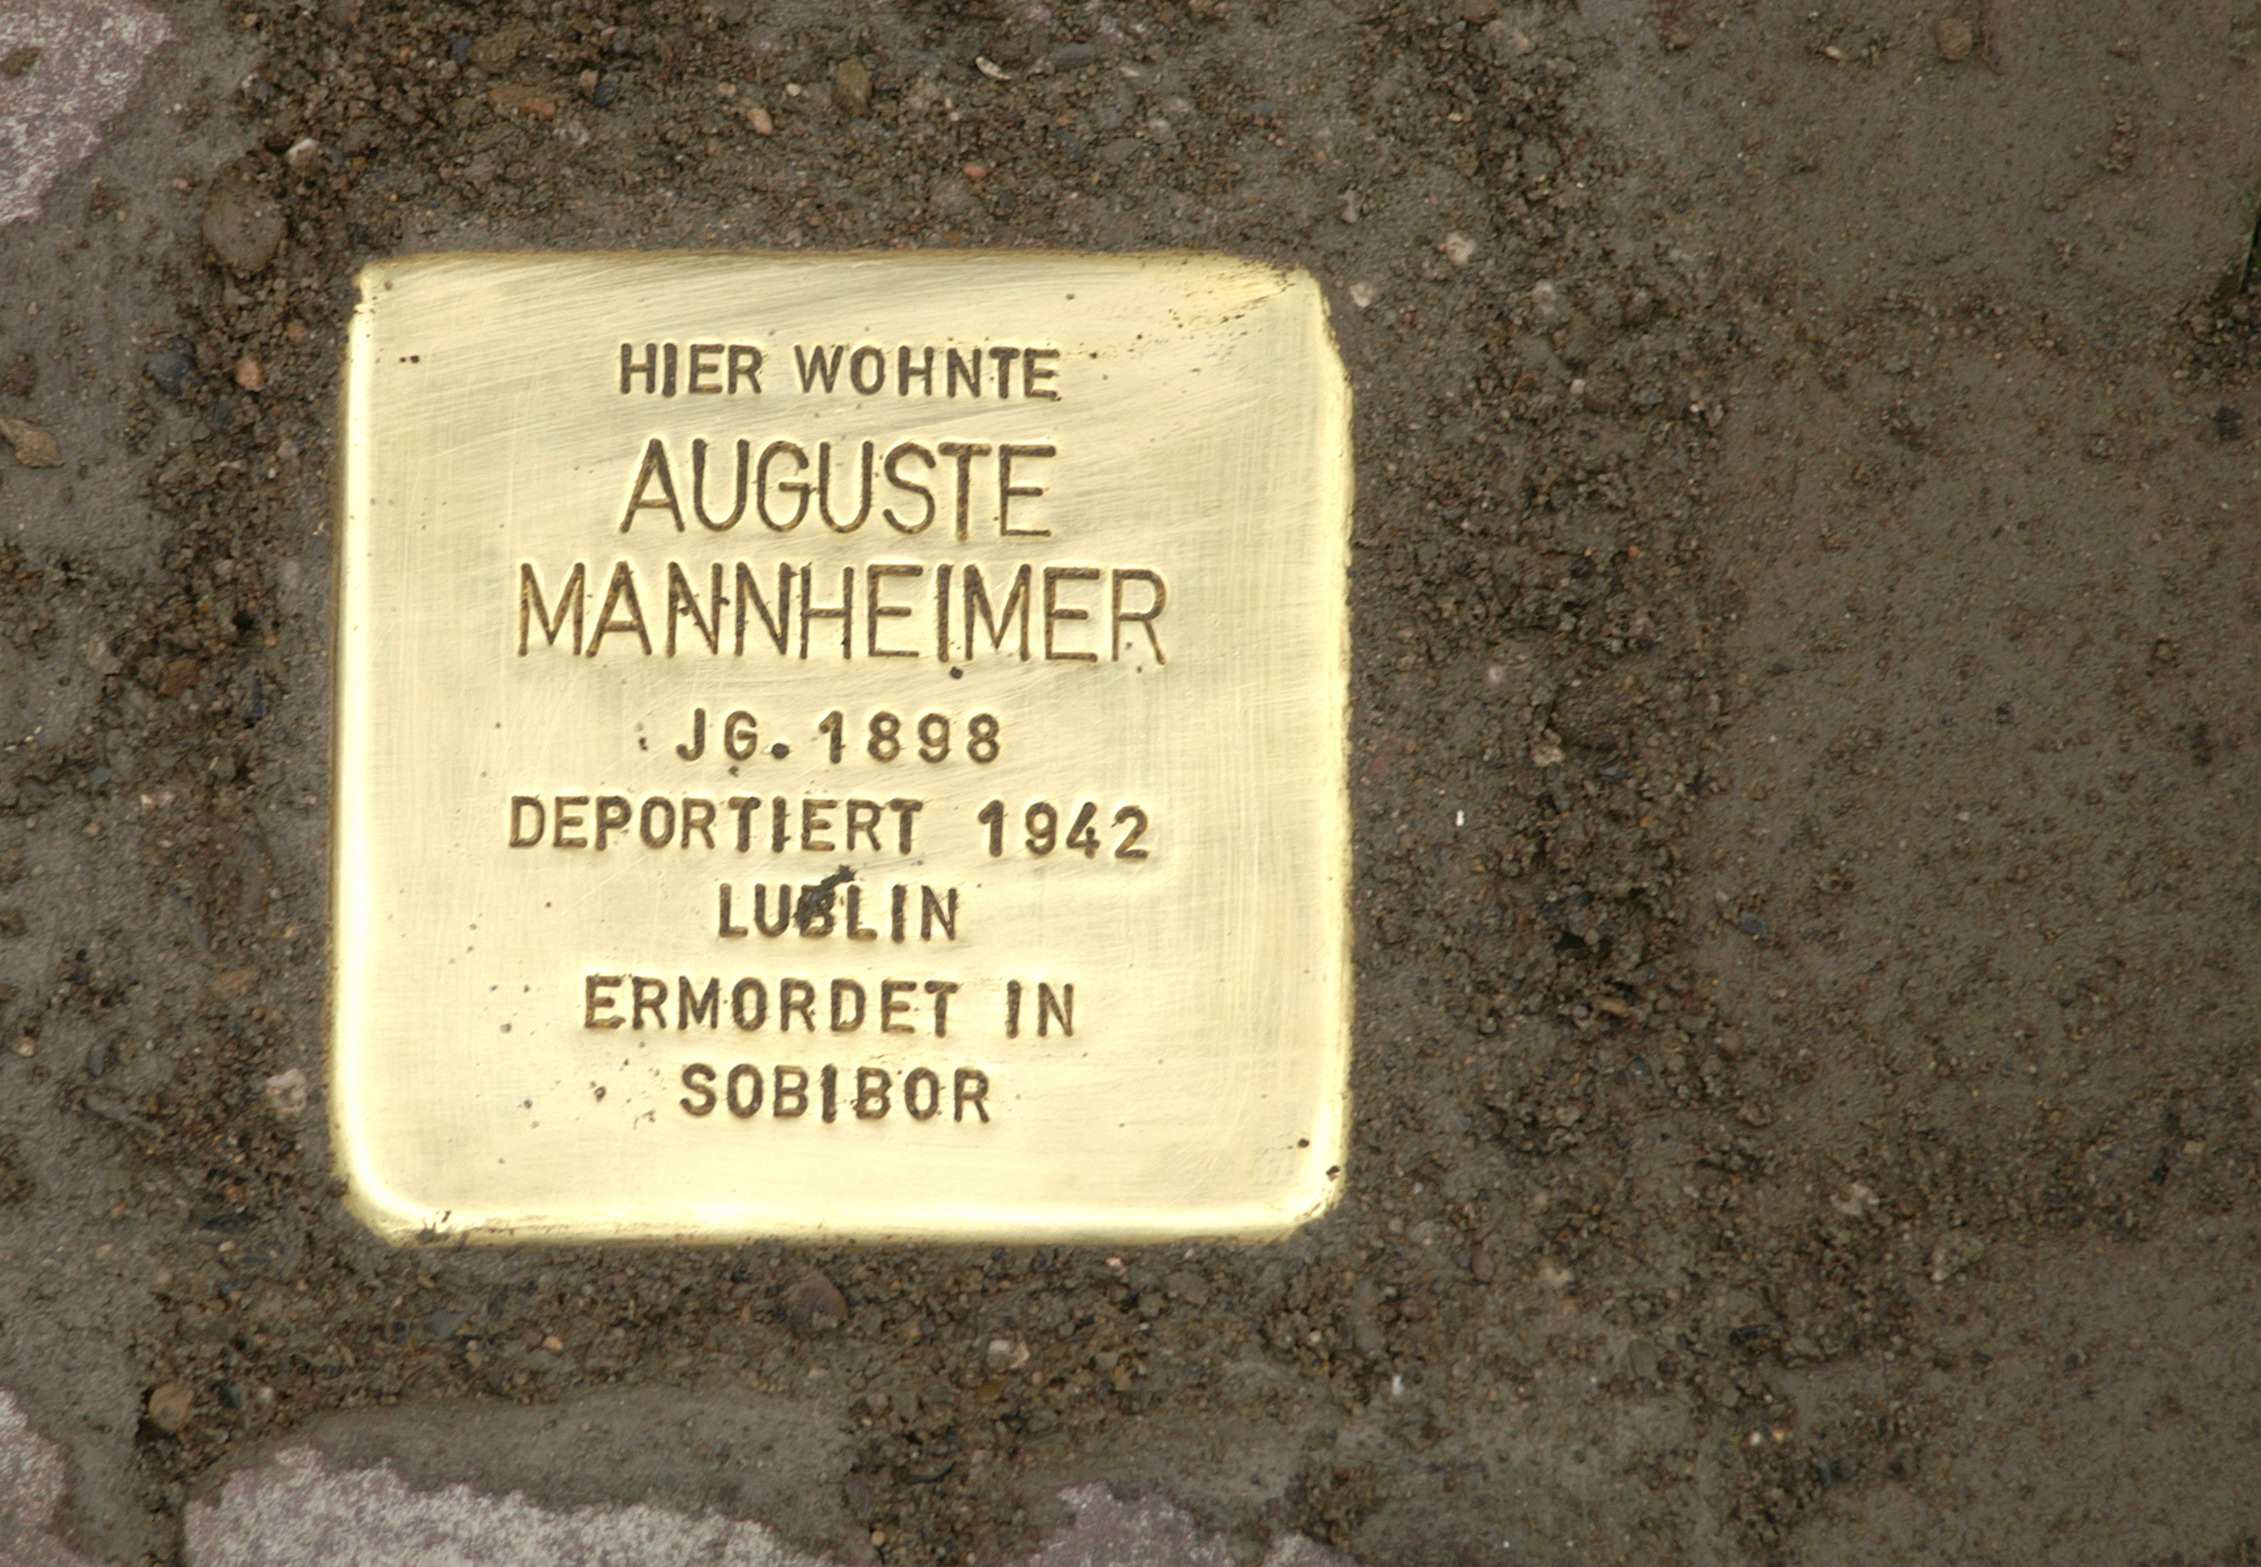 HIER WOHNTE
AUGUSTE
MANNHEIMER
JG. 1898
DEPORTIERT 1942
LUBLIN
ERMORDET IN
SOBIBOR